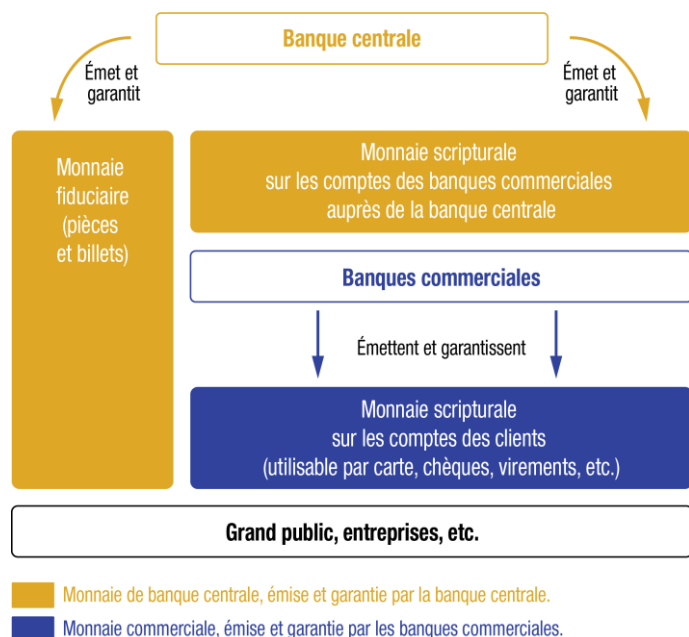 Banque centrale
Émet et
garantit
Émet et
garantit
Monnaie
fiduciaire
(pièces
et billets)
Monnaie scripturale
sur les comptes des banques commerciales
auprès de la banque centrale
Banques commerciales
Émettent et garantissent
Monnaie scripturale
sur les comptes des clients
(utilisable par carte, chèques, virements, etc.)
Grand public, entreprises, etc.
Monnaie de banque centrale, émise et garantie par la banque centrale.
Monnaie commerciale, émise et garantie par les banques commerciales.